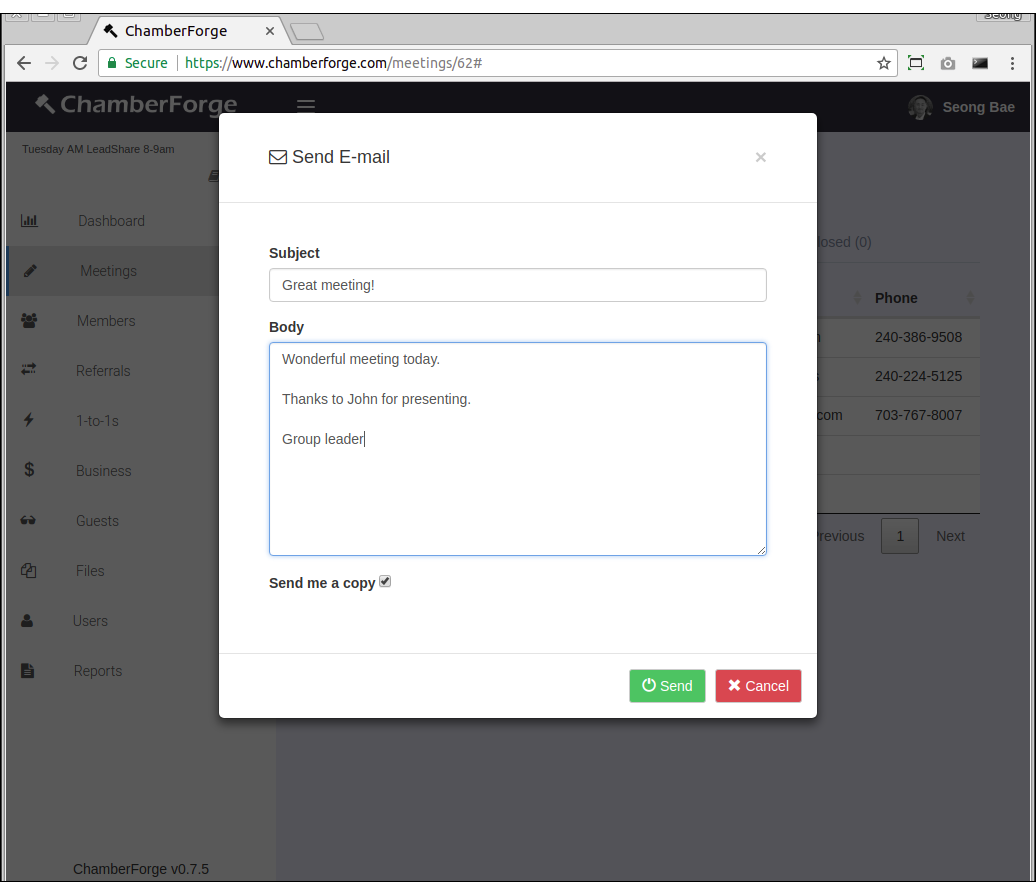 Seong
ChamberForge
Secure
https://www.chamberforge.com/meetings/62#
ChamberForge
Seong Bae
Tuesday AM LeadShare 8-9am
Dashboard
Meetings
Members
Referrals
1-to-1s
Business
Guests
Files
Users
Reports
ChamberForge v0.7.5
Send E-mail
×
Subject
Great meeting!
Body
Wonderful meeting today.
Thanks to John for presenting.
Group leader
Send me a copy
Send
Cancel
losed (0)
Phone
240-386-9508
240-224-5125
com 703-767-8007
revious 1 Next